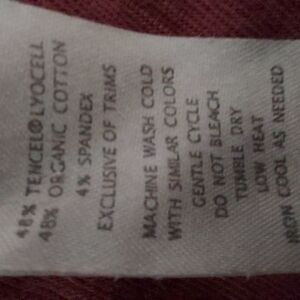 48% TENCEL®LYOCELL
48% ORGANIC COTTON
4% SPANDEX
EXCLUSIVE OF TRIMS
MACHINE WASH COLD
WITH SIMILAR COLORS
GENTLE CYCLE
DO NOT BLEACH
TUMBLE DRY
LOW HEAT
IRON COOL AS NEEDED